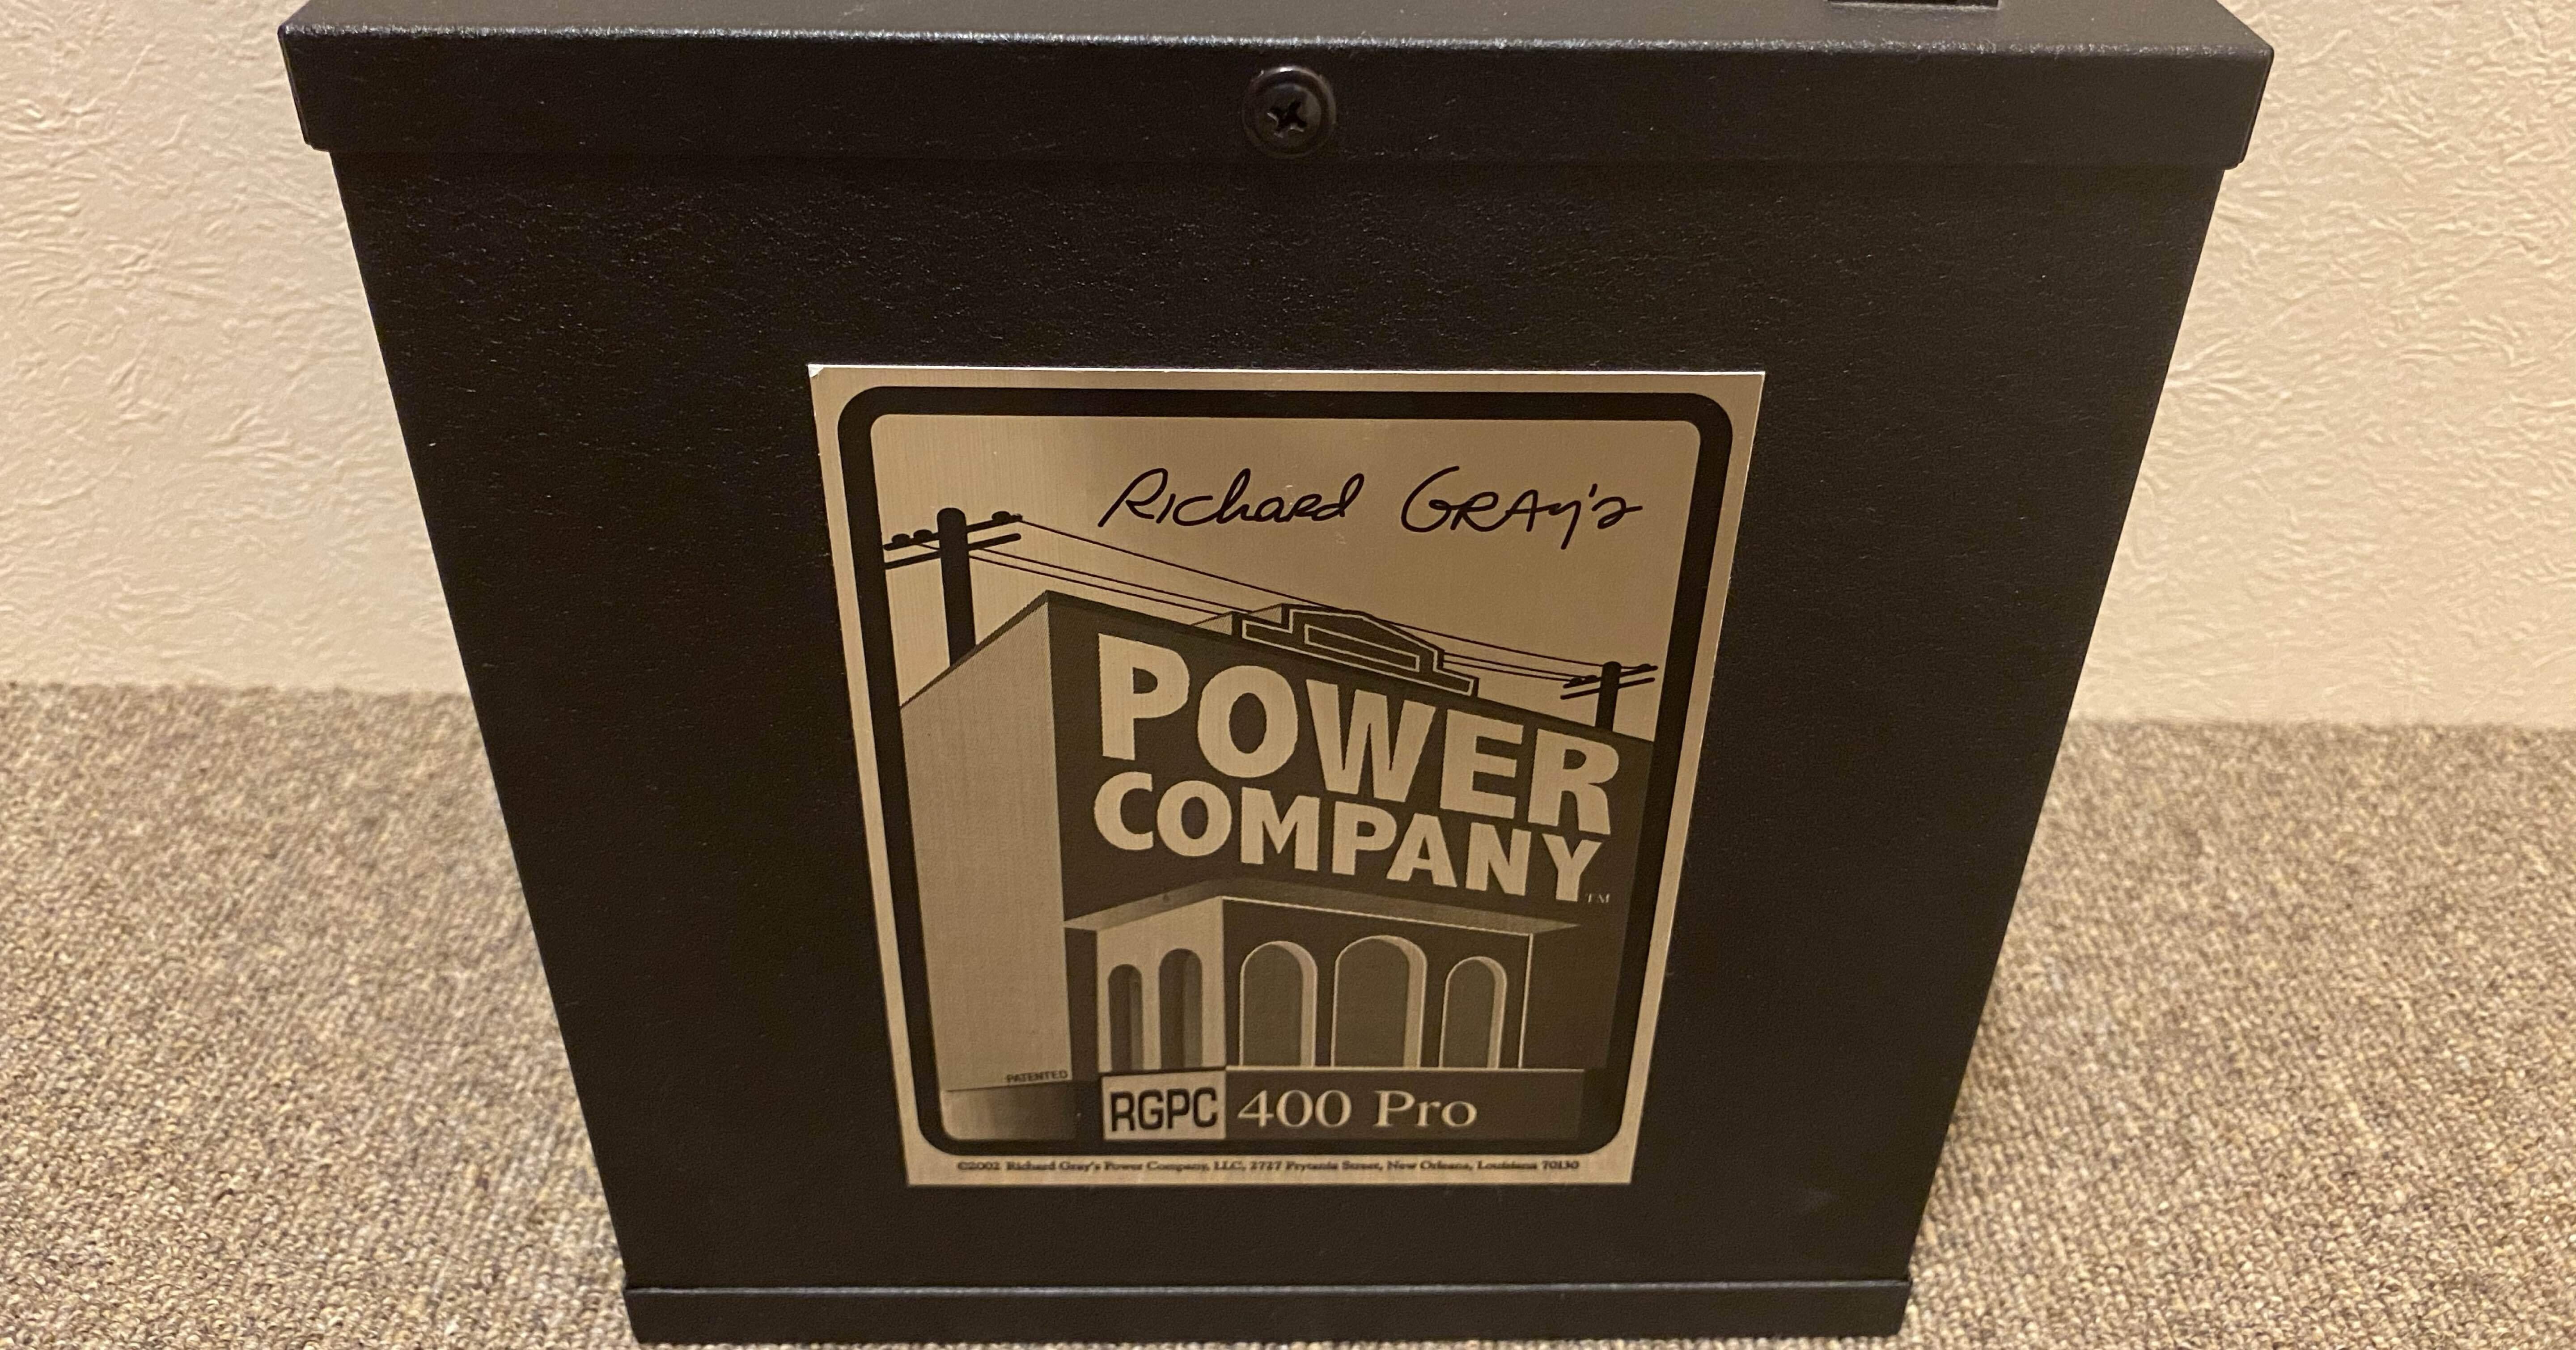 Richard GRAy's
POWER
COMPANY
TM
PATENTED
RGPC 400 Pro
©2002 Richard Gray's Power Company, LLC, 2727 Prytania Street, New Orleans, Louisiana 70130